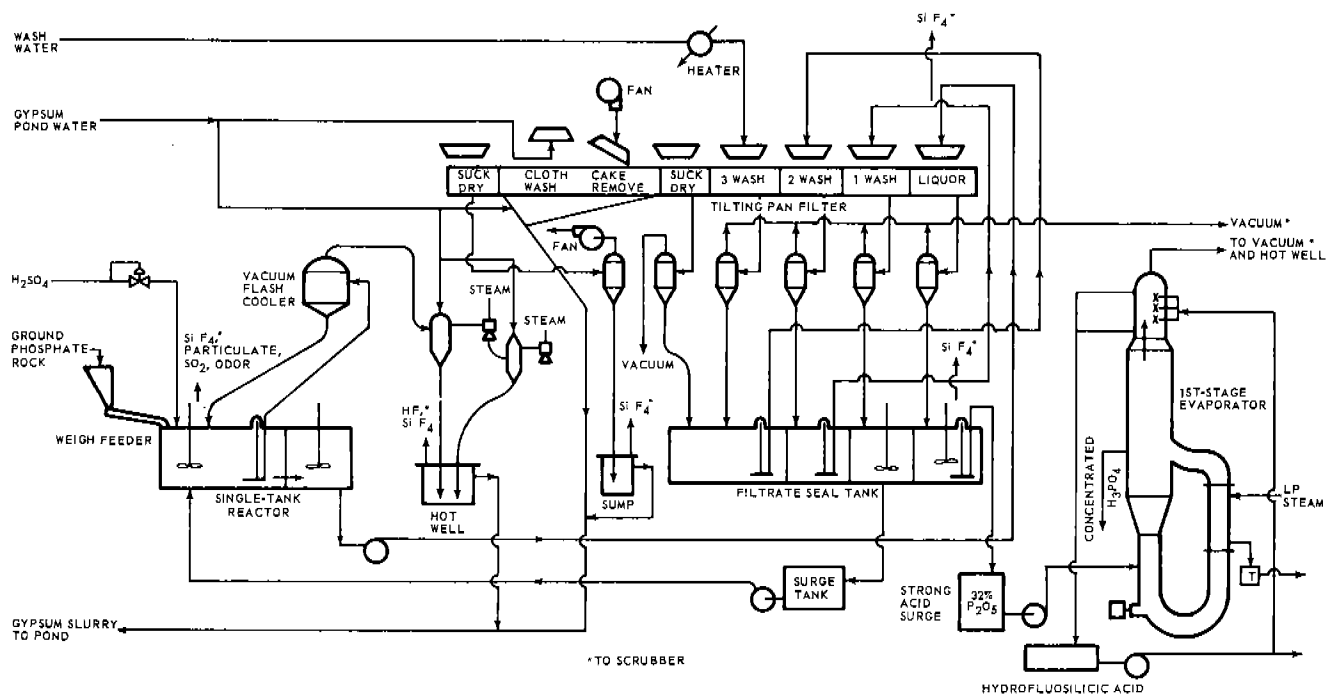 WASH
WATER
HEATER
Si F4*
FAN
GYPSUM
POND WATER
SUCK
DRY
CLOTH
WASH
CAKE
REMOVE
SUCK
DRY
3 WASH
2 WASH
1 WASH
LIQUOR
TILTING PAN FILTER
VACUUM*
TO VACUUM *
AND HOT WELL
FAN
H2SO4
VACUUM
FLASH
COOLER
STEAM
STEAM
GROUND
PHOSPHATE
ROCK
Si F4,*
PARTICULATE,
SO2, ODOR
VACUUM
Si F4*
1ST-STAGE
EVAPORATOR
WEIGH FEEDER
HF,*
Si F4
Si F4*
SINGLE-TANK
REACTOR
HOT
WELL
SUMP
FILTRATE SEAL TANK
CONCENTRATED
H3PO4
LP
STEAM
SURGE
TANK
STRONG
ACID
SURGE
32%
P2O5
T
GYPSUM SLURRY
TO POND
*TO SCRUBBER
HYDROFLUOSILICIC ACID